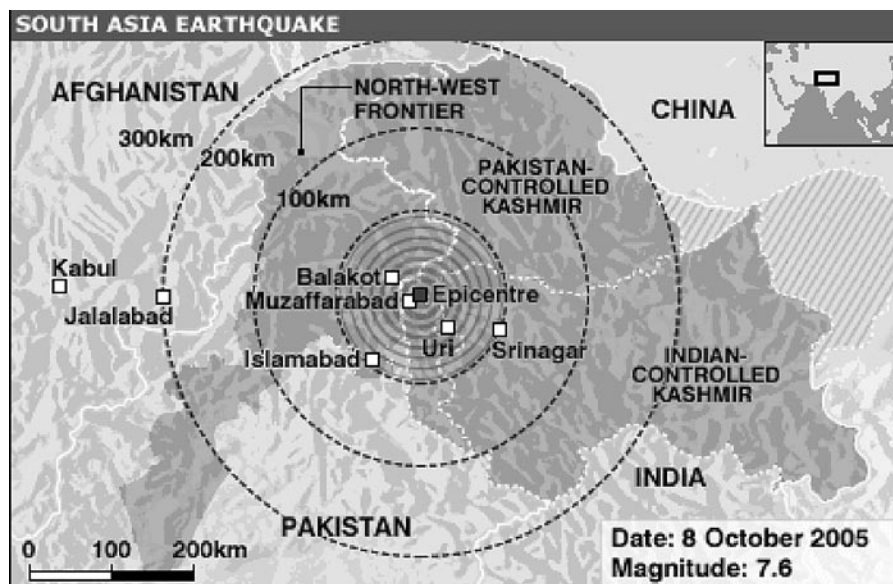 SOUTH ASIA EARTHQUAKE
AFGHANISTAN
NORTH-WEST
FRONTIER
CHINA
300km
200km
100km
PAKISTAN-
CONTROLLED
KASHMIR
Kabul
Jalalabad
Balakot
Muzaffarabad
Epicentre
Uri
Srinagar
Islamabad
INDIAN-
CONTROLLED
KASHMIR
INDIA
PAKISTAN
0 100 200km
Date: 8 October 2005
Magnitude: 7.6